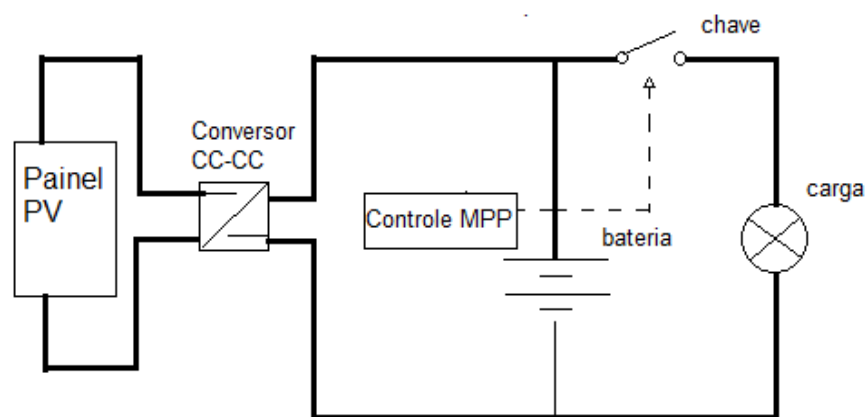 chave
Conversor
CC-CC
Painel
PV
carga
Controle MPP
bateria